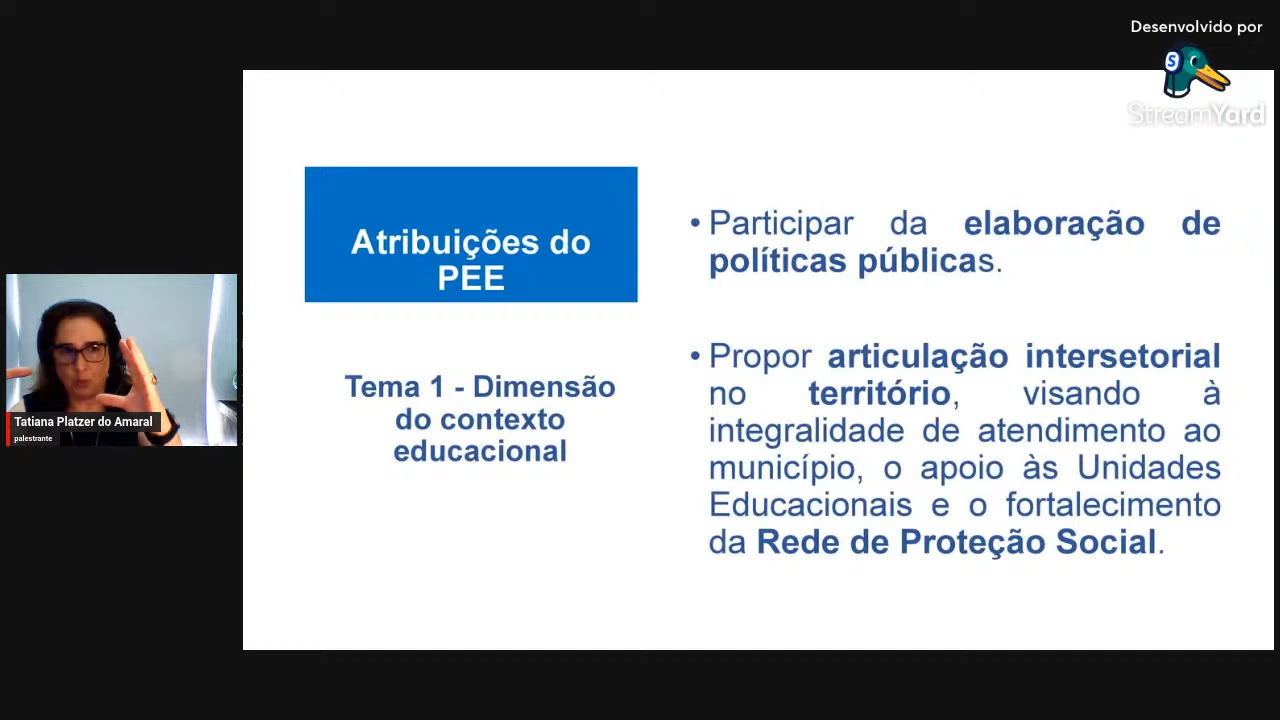 Desenvolvido por
StreamYard
Atribuições do
PEE
Tema 1 - Dimensão
do contexto
educacional
• Participar da elaboração de
políticas públicas.
• Propor articulação intersetorial
no território, visando à
integralidade de atendimento ao
município, o apoio às Unidades
Educacionais e o fortalecimento
da Rede de Proteção Social.
Tatiana Platzer do Amaral
palestrante